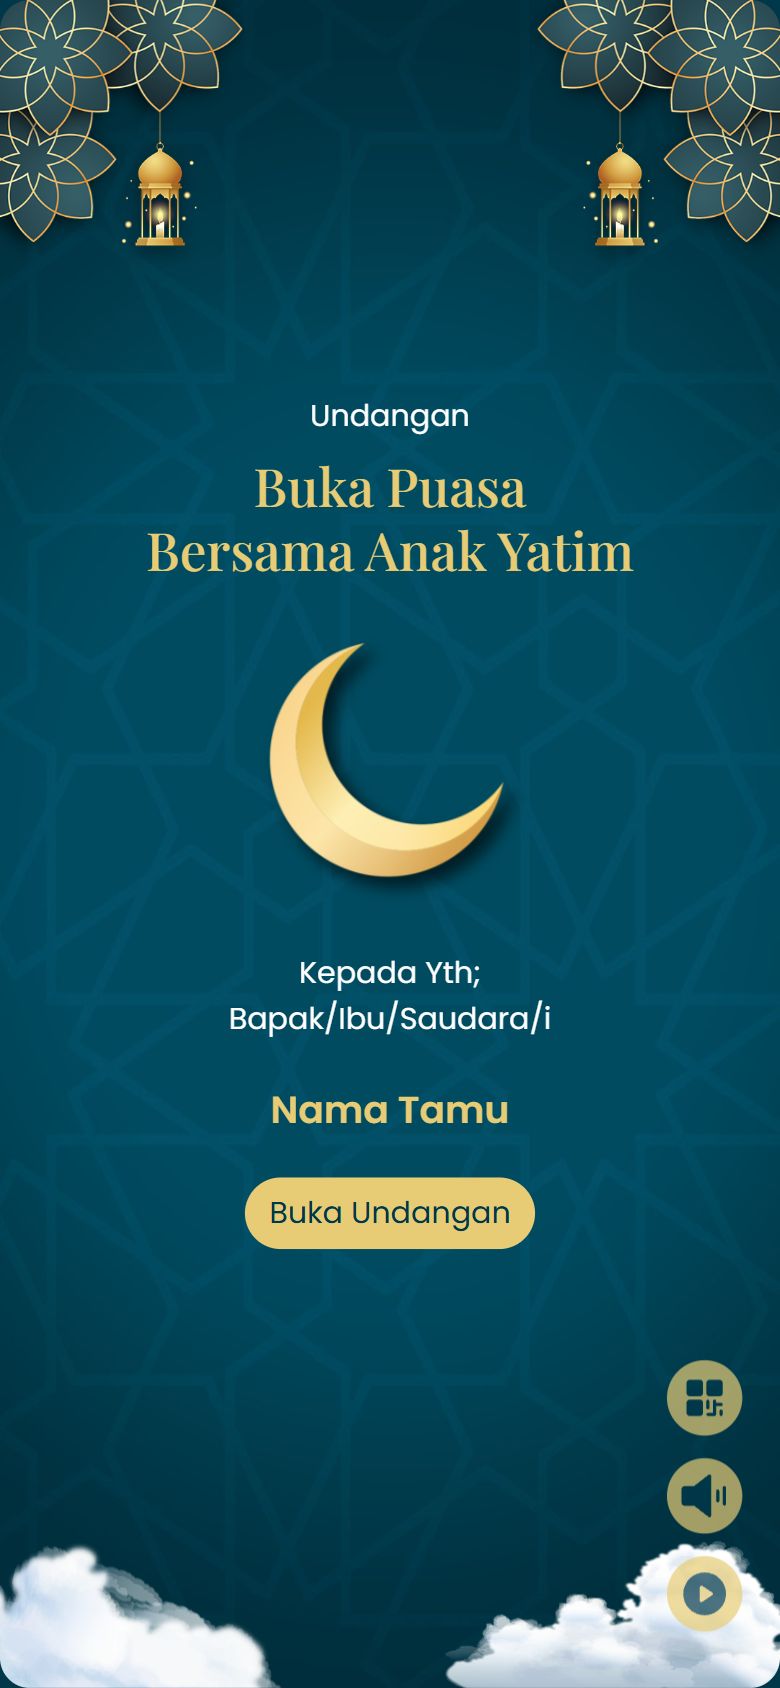 Undangan
Buka Puasa
Bersama Anak Yatim
Kepada Yth;
Bapak/Ibu/Saudara/i
Nama Tamu
Buka Undangan